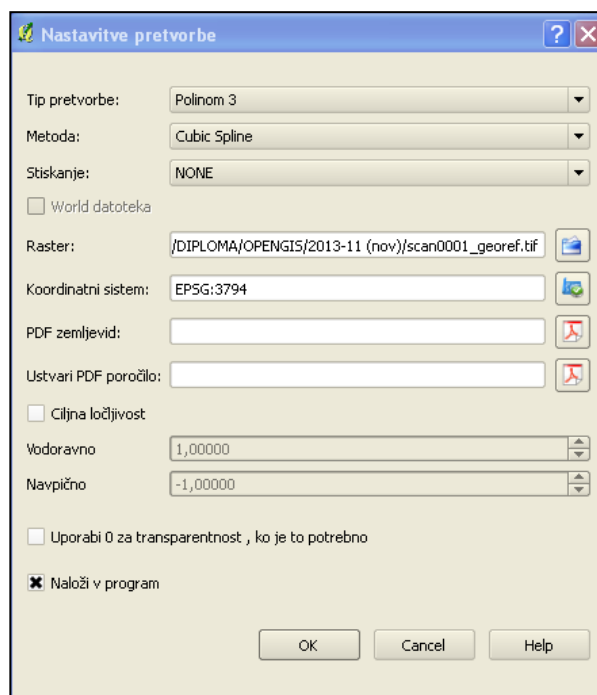 Nastavitve pretvorbe
Tip pretvorbe: Polinom 3
Metoda: Cubic Spline
Stiskanje: NONE
World datoteka
Raster: /DIPLOMA/OPENGIS/2013-11 (nov)/scan0001_georef.tif
Koordinatni sistem: EPSG:3794
PDF zemljevid:
Ustvari PDF poročilo:
Ciljna ločljivost
Vodoravno 1,00000
Navpično -1,00000
Uporabi 0 za transparentnost , ko je to potrebno
Naloži v program
OK Cancel Help